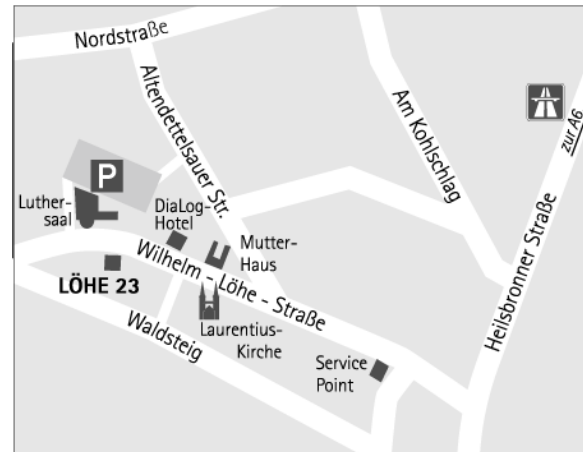 Nordstraße
Altendettelsauer Str.
Am Kohlschlag
zur A6
P
Luther-
saal
DiaLog-
Hotel
Mutter-
Haus
Heilsbronner Straße
LÖHE 23
Wilhelm - Löhe - Straße
Laurentius-
Kirche
Waldsteig
Service
Point